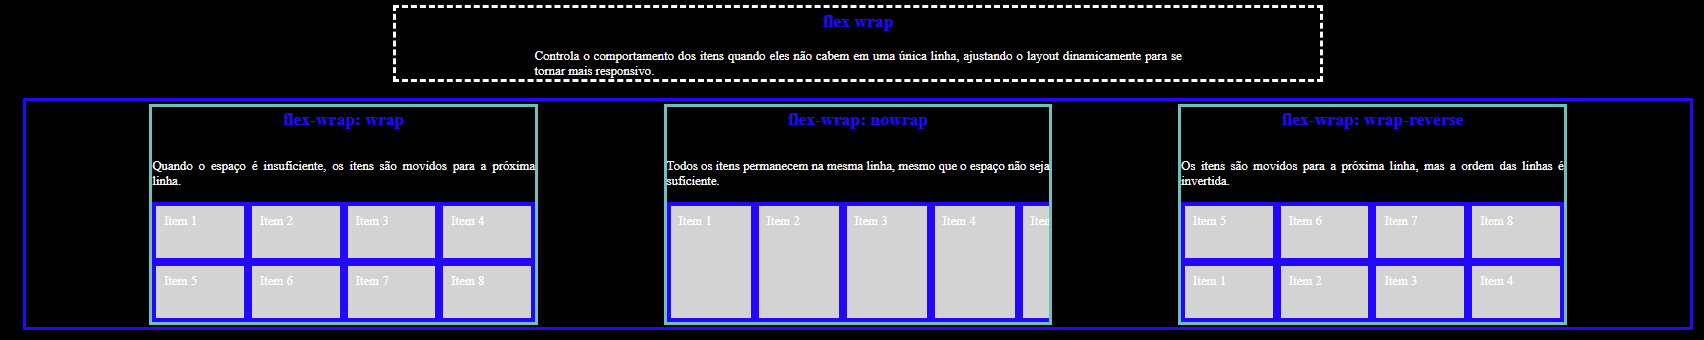 flex wrap
Controla o comportamento dos itens quando eles não cabem em uma única linha, ajustando o layout dinamicamente para se
tornar mais responsivo.
flex-wrap: wrap
Quando o espaço é insuficiente, os itens são movidos para a próxima
linha.
Item 1 Item 2 Item 3 Item 4
Item 5 Item 6 Item 7 Item 8
flex-wrap: nowrap
Todos os itens permanecem na mesma linha, mesmo que o espaço não seja
suficiente.
Item 1 Item 2 Item 3 Item 4 Iten
flex-wrap: wrap-reverse
Os itens são movidos para a próxima linha, mas a ordem das linhas é
invertida.
Item 5 Item 6 Item 7 Item 8
Item 1 Item 2 Item 3 Item 4